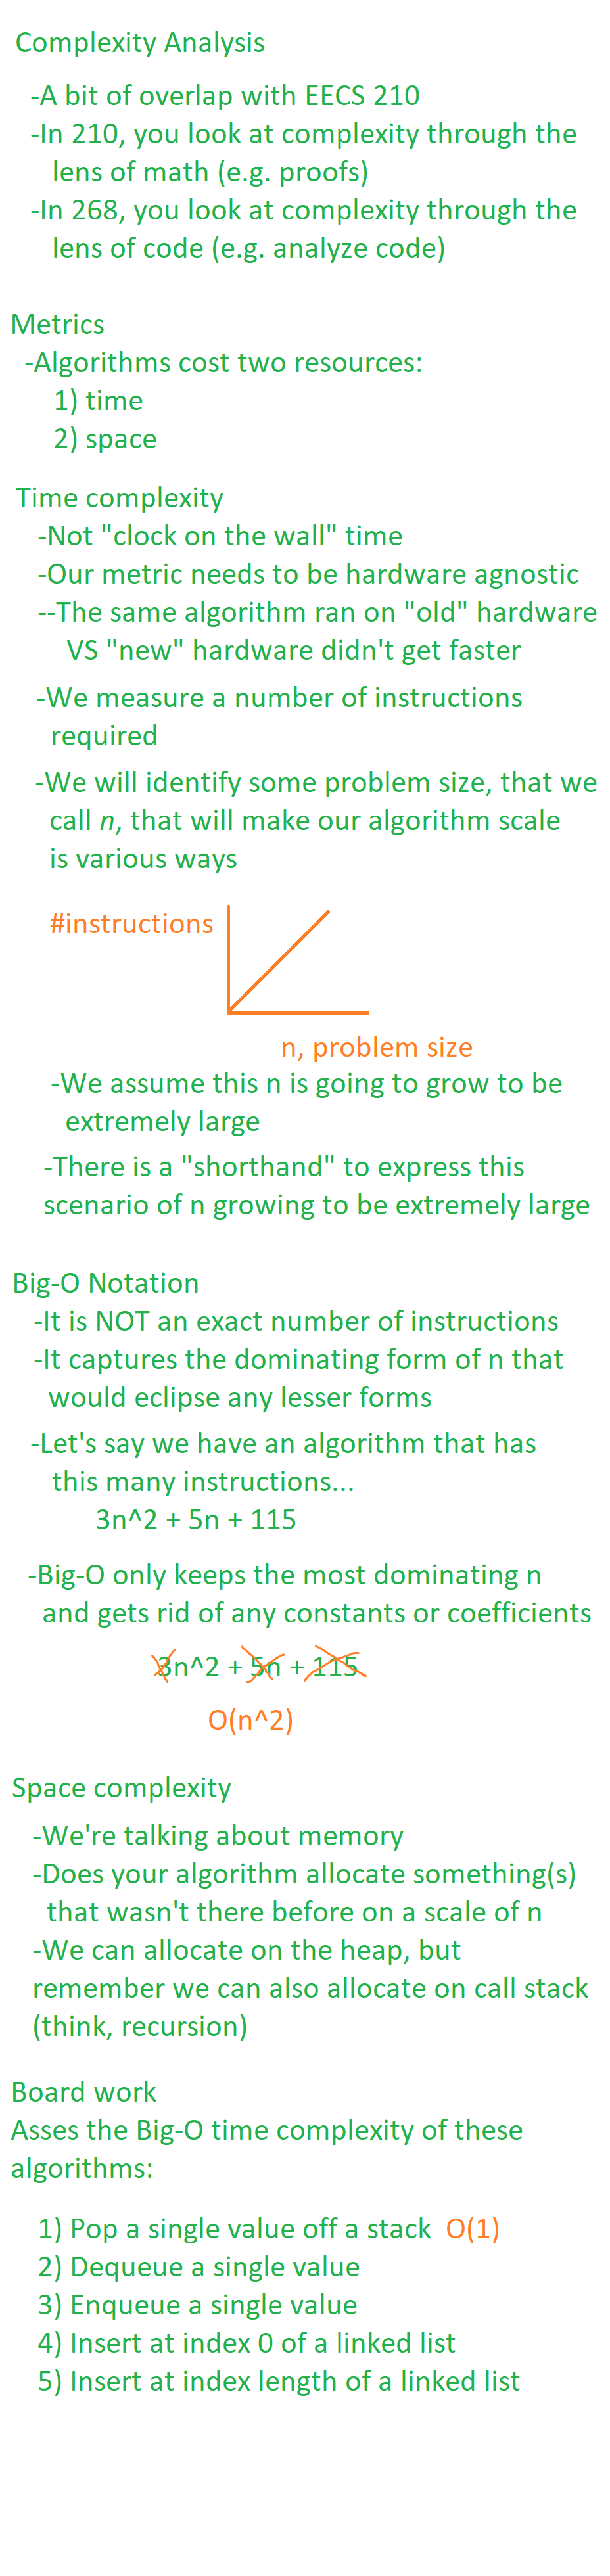 Complexity Analysis
-A bit of overlap with EECS 210
-In 210, you look at complexity through the
lens of math (e.g. proofs)
-In 268, you look at complexity through the
lens of code (e.g. analyze code)
Metrics
-Algorithms cost two resources:
1) time
2) space
Time complexity
-Not "clock on the wall" time
-Our metric needs to be hardware agnostic
--The same algorithm ran on "old" hardware
VS "new" hardware didn't get faster
-We measure a number of instructions
required
-We will identify some problem size, that we
call n, that will make our algorithm scale
is various ways
#instructions
n, problem size
-We assume this n is going to grow to be
extremely large
-There is a "shorthand" to express this
scenario of n growing to be extremely large
Big-O Notation
-It is NOT an exact number of instructions
-It captures the dominating form of n that
would eclipse any lesser forms
-Let's say we have an algorithm that has
this many instructions...
3n^2 + 5n + 115
-Big-O only keeps the most dominating n
and gets rid of any constants or coefficients
3n^2 + 5n + 115
O(n^2)
Space complexity
-We're talking about memory
-Does your algorithm allocate something(s)
that wasn't there before on a scale of n
-We can allocate on the heap, but
remember we can also allocate on call stack
(think, recursion)
Board work
Asses the Big-O time complexity of these
algorithms:
1) Pop a single value off a stack O(1)
2) Dequeue a single value
3) Enqueue a single value
4) Insert at index 0 of a linked list
5) Insert at index length of a linked list